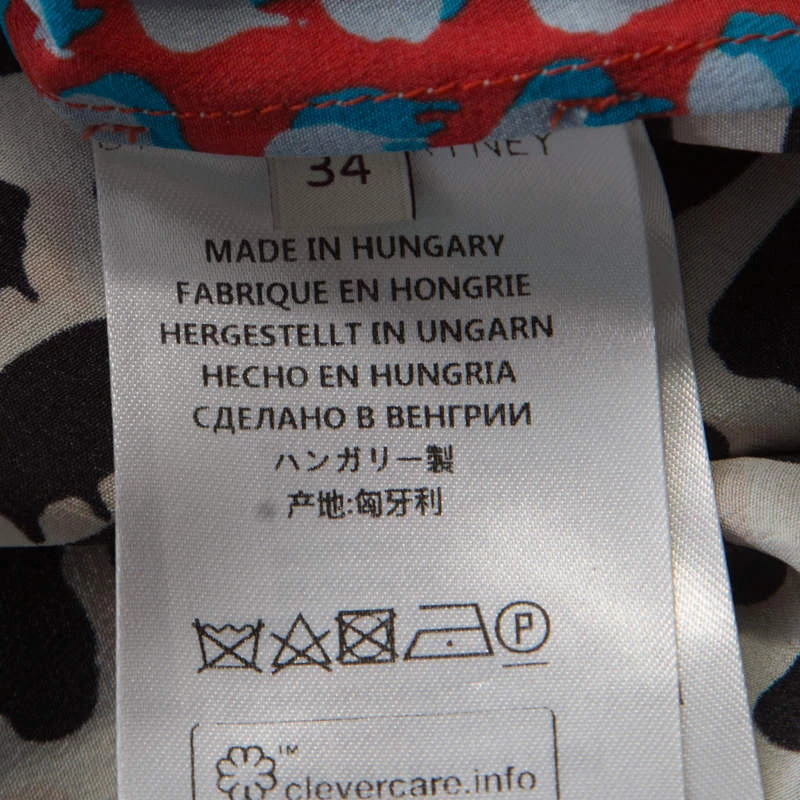 34
MADE IN HUNGARY
FABRIQUE EN HONGRIE
HERGESTELLT IN UNGARN
HECHO EN HUNGRIA
СДЕЛАНО В ВЕНГРИИ
ハンガリー製
产地:匈牙利
P
TM
clevercare.info